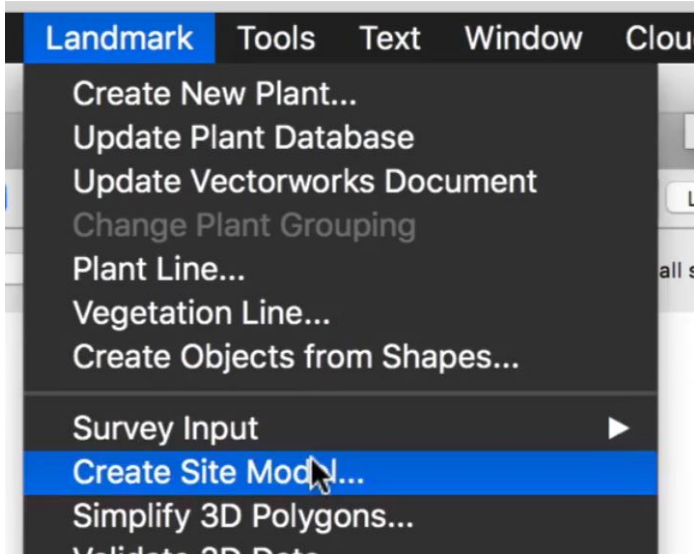 Landmark Tools Text Window Clou
Create New Plant...
Update Plant Database
Update Vectorworks Document
L
Change Plant Grouping
Plant Line...
all s
Vegetation Line...
Create Objects from Shapes...
Survey Input
Create Site Model...
Simplify 3D Polygons...